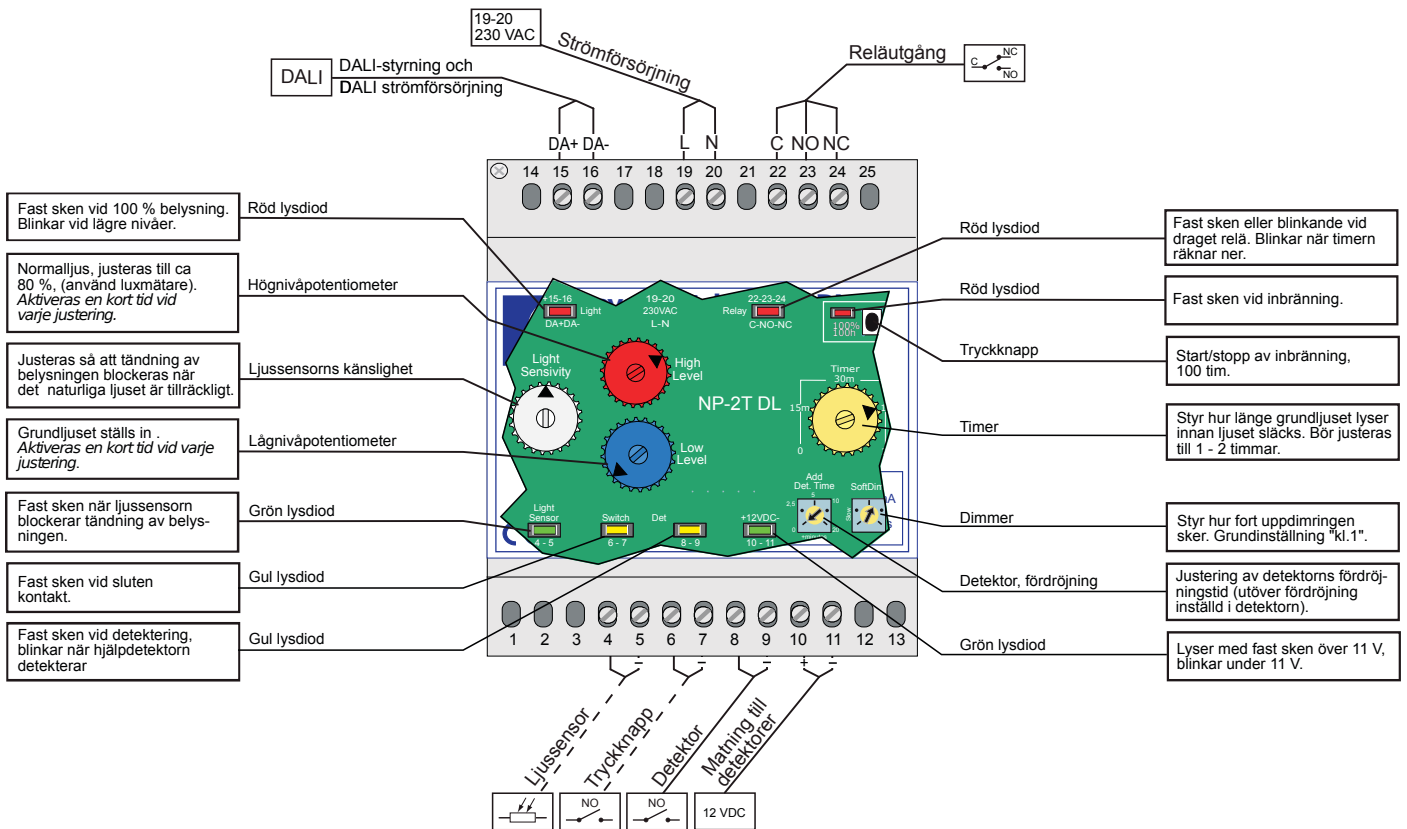 19-20
230 VAC
Strömförsörjning
Reläutgång
C
NC
NO
DALI
DALI-styrning och
DALI strömförsörjning
DA+ DA-
L N
C NO NC
14 15 16 17 18 19 20 21 22 23 24 25
Fast sken vid 100 % belysning.
Blinkar vid lägre nivåer.
Röd lysdiod
Normalljus, justeras till ca
80 %, (använd luxmätare).
Aktiveras en kort tid vid
varje justering.
Högnivåpotentiometer
Justeras så att tändning av
belysningen blockeras när
det naturliga ljuset är tillräckligt.
Ljussensorns känslighet
Grundljuset ställs in .
Aktiveras en kort tid vid varje
justering.
Lågnivåpotentiometer
Fast sken när ljussensorn
blockerar tändning av belys-
ningen.
Grön lysdiod
Fast sken vid sluten
kontakt.
Gul lysdiod
Fast sken vid detektering,
blinkar när hjälpdetektorn
detekterar
Gul lysdiod
+15-16
Light
DA+DA-
19-20
230VAC
L-N
22-23-24
Relay
C-NO-NC
100%
100h
Light
Sensivity
High
Level
NP-2T DL
Timer
30m
15m
0
Low
Level
Add
Det. Time
5
2.5
10
0
20
SoftDim
Slow
Light
Sensor
4 - 5
Switch
6 - 7
Det
8 - 9
+12VDC-
10 - 11
Röd lysdiod
Fast sken eller blinkande vid
draget relä. Blinkar när timern
räknar ner.
Röd lysdiod
Fast sken vid inbränning.
Tryckknapp
Start/stopp av inbränning,
100 tim.
Timer
Styr hur länge grundljuset lyser
innan ljuset släcks. Bör justeras
till 1 - 2 timmar.
Dimmer
Styr hur fort uppdimringen
sker. Grundinställning "kl.1".
Detektor, fördröjning
Justering av detektorns fördröj-
ningstid (utöver fördröjning
inställd i detektorn).
Grön lysdiod
Lyser med fast sken över 11 V,
blinkar under 11 V.
1 2 3 4 5 6 7 8 9 10 11 12 13
– – – + –
Ljussensor
Tryckknapp
Detektor
Matning till
detektorer
NO
NO
12 VDC